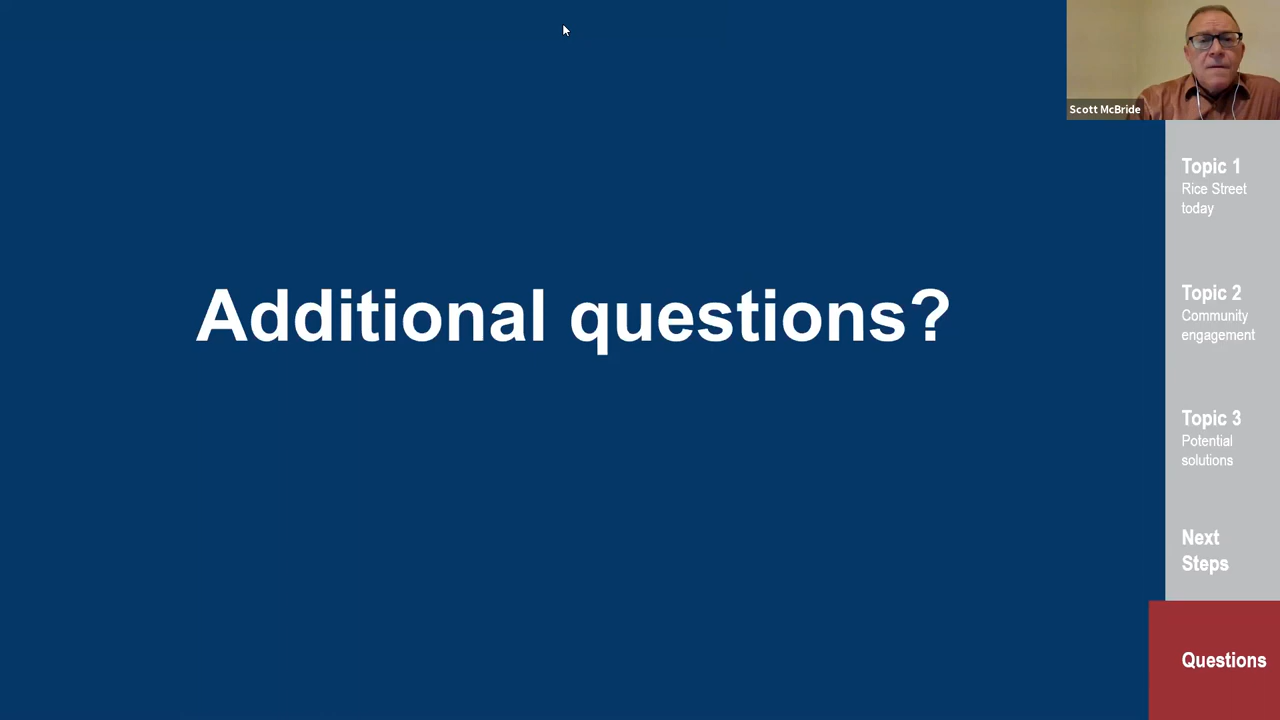 Scott McBride
Additional questions?
Topic 1
Rice Street
today
Topic 2
Community
engagement
Topic 3
Potential
solutions
Next
Steps
Questions